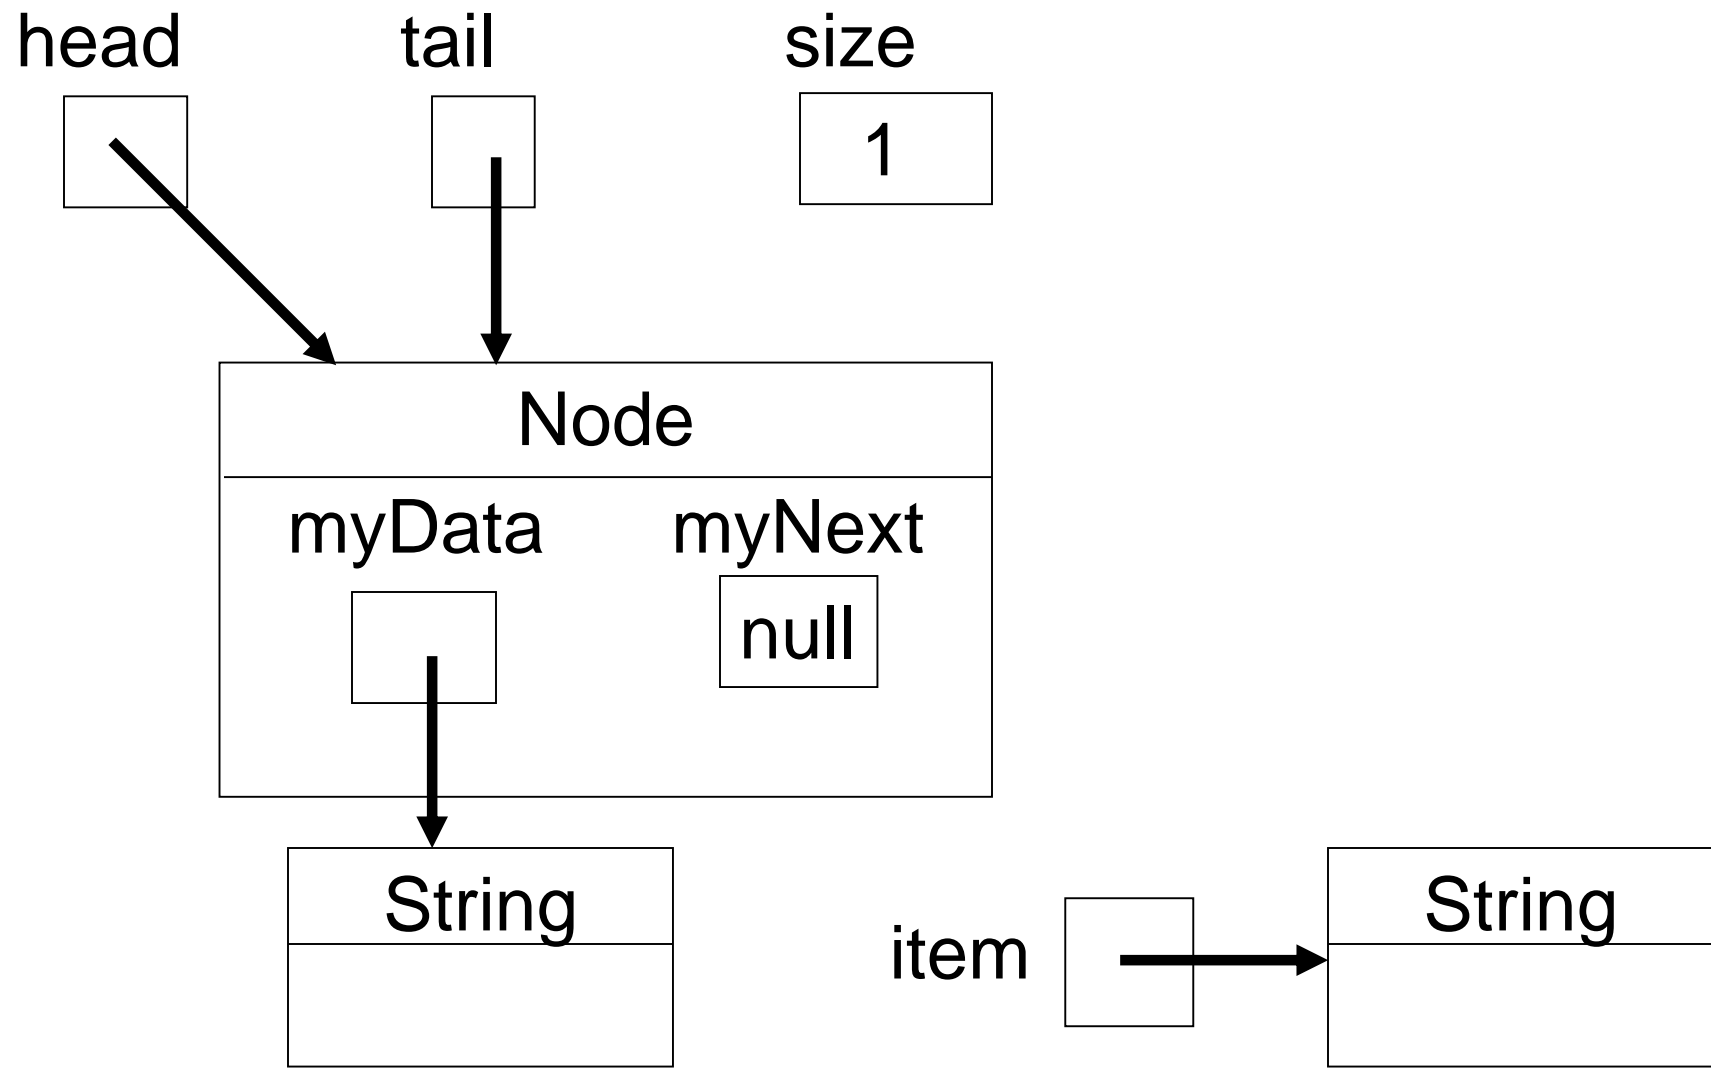 head tail size
1
Node
myData myNext
null
String
item
String